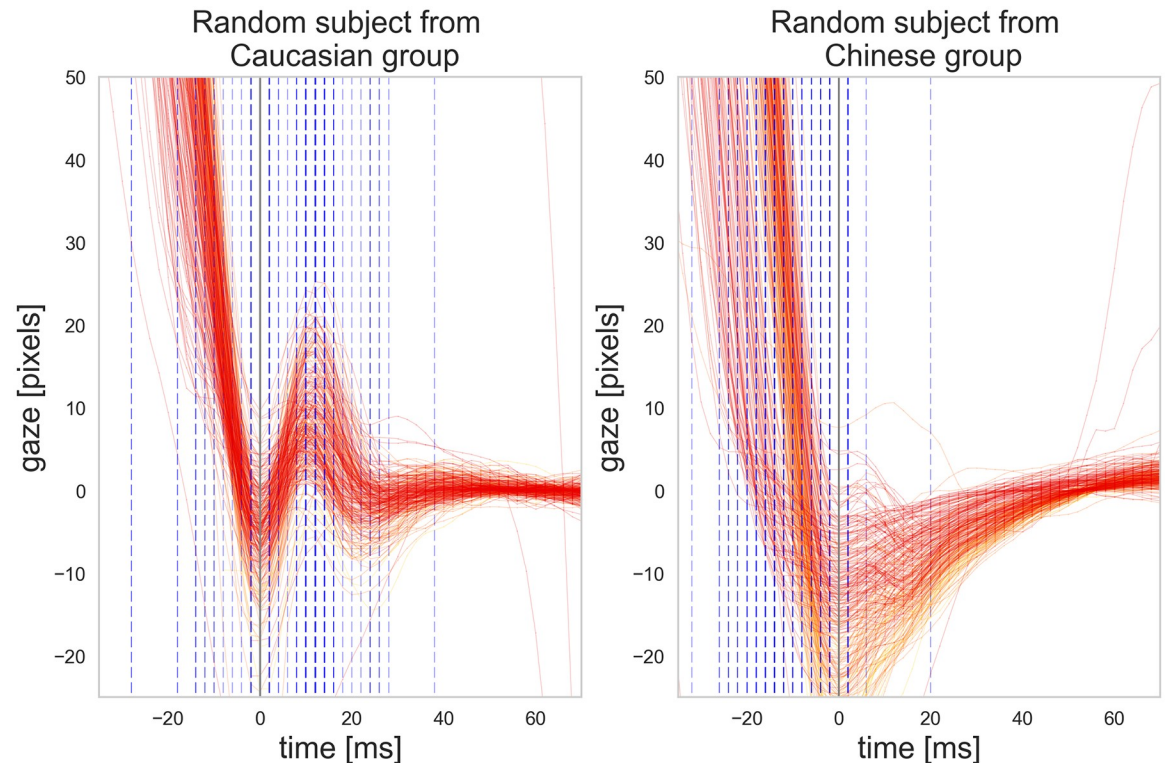 Random subject from
Caucasian group
50
40
30
20
10
0
−10
−20
gaze [pixels]
−20 0 20 40 60
time [ms]
Random subject from
Chinese group
50
40
30
20
10
0
−10
−20
gaze [pixels]
−20 0 20 40 60
time [ms]